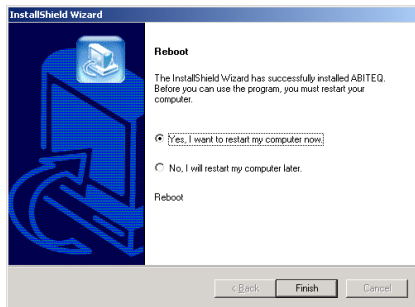 InstallShield Wizard
Reboot
The InstallShield Wizard has successfully installed ABITEQ.
Before you can use the program, you must restart your
computer.
Yes, I want to restart my computer now.
No, I will restart my computer later.
Reboot
< Back
Finish
Cancel